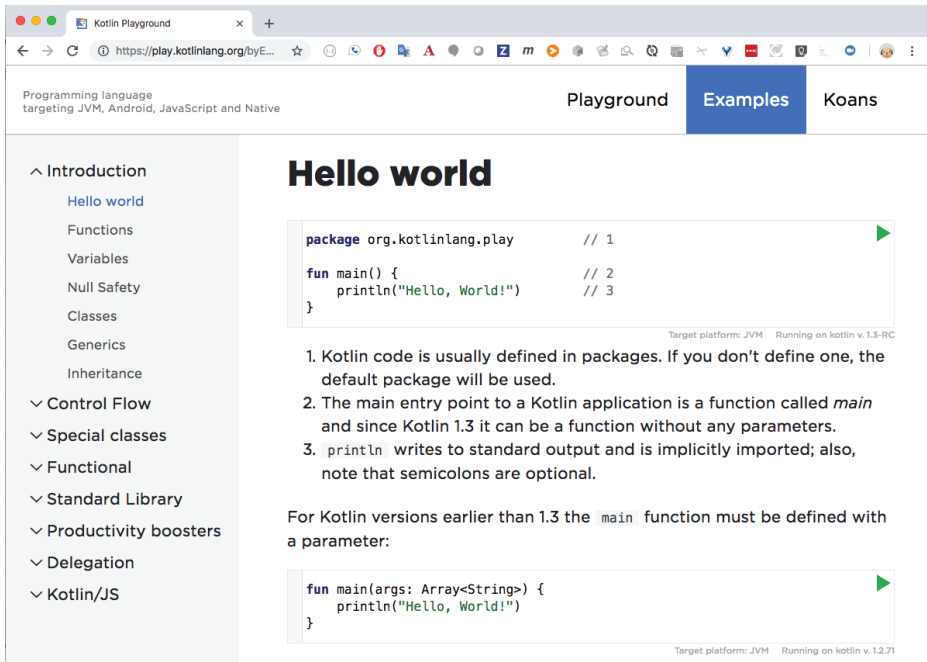 Kotlin Playground
https://play.kotlinlang.org/byE...
Programming language
targeting JVM, Android, JavaScript and Native
Playground
Examples
Koans
Introduction
Hello world
Functions
Variables
Null Safety
Classes
Generics
Inheritance
Control Flow
Special classes
Functional
Standard Library
Productivity boosters
Delegation
Kotlin/JS
Hello world
package org.kotlinlang.play // 1
fun main() { // 2
println("Hello, World!") // 3
}
Target platform: JVM Running on kotlin v. 1.3-RC
1. Kotlin code is usually defined in packages. If you don't define one, the
default package will be used.
2. The main entry point to a Kotlin application is a function called main
and since Kotlin 1.3 it can be a function without any parameters.
3. println writes to standard output and is implicitly imported; also,
note that semicolons are optional.
For Kotlin versions earlier than 1.3 the main function must be defined with
a parameter:
fun main(args: Array<String>) {
println("Hello, World!")
}
Target platform: JVM Running on kotlin v. 1.2.71